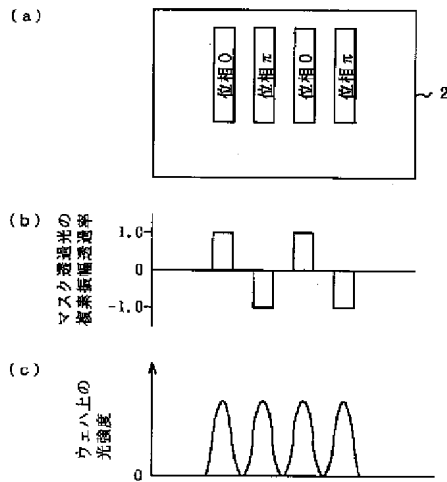 (a)
位相0
位相π
位相0
位相π
2
(b)
マスク透過光の
複素振幅透過率
1.0
0
-1.0
(c)
ウェハ上の
光強度
0